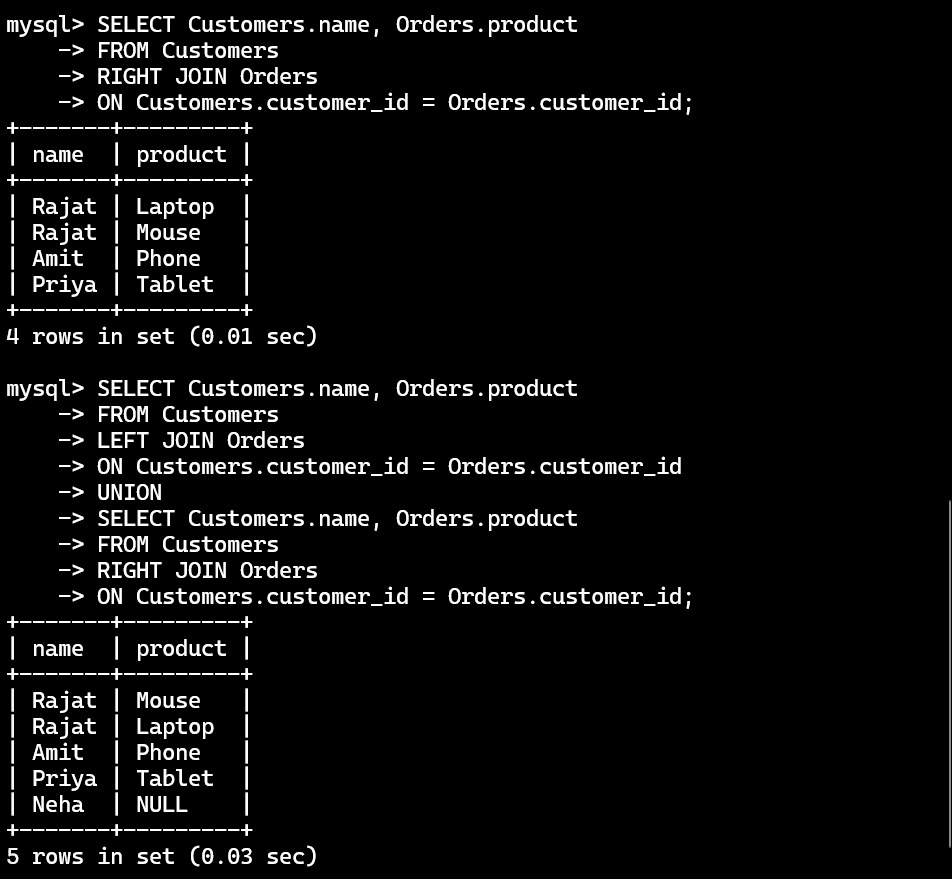 mysql> SELECT Customers.name, Orders.product
    -> FROM Customers
    -> RIGHT JOIN Orders
    -> ON Customers.customer_id = Orders.customer_id;
+-------+---------+
| name  | product |
+-------+---------+
| Rajat | Laptop  |
| Rajat | Mouse   |
| Amit  | Phone   |
| Priya | Tablet  |
+-------+---------+
4 rows in set (0.01 sec)

mysql> SELECT Customers.name, Orders.product
    -> FROM Customers
    -> LEFT JOIN Orders
    -> ON Customers.customer_id = Orders.customer_id
    -> UNION
    -> SELECT Customers.name, Orders.product
    -> FROM Customers
    -> RIGHT JOIN Orders
    -> ON Customers.customer_id = Orders.customer_id;
+-------+---------+
| name  | product |
+-------+---------+
| Rajat | Mouse   |
| Rajat | Laptop  |
| Amit  | Phone   |
| Priya | Tablet  |
| Neha  | NULL    |
+-------+---------+
5 rows in set (0.03 sec)